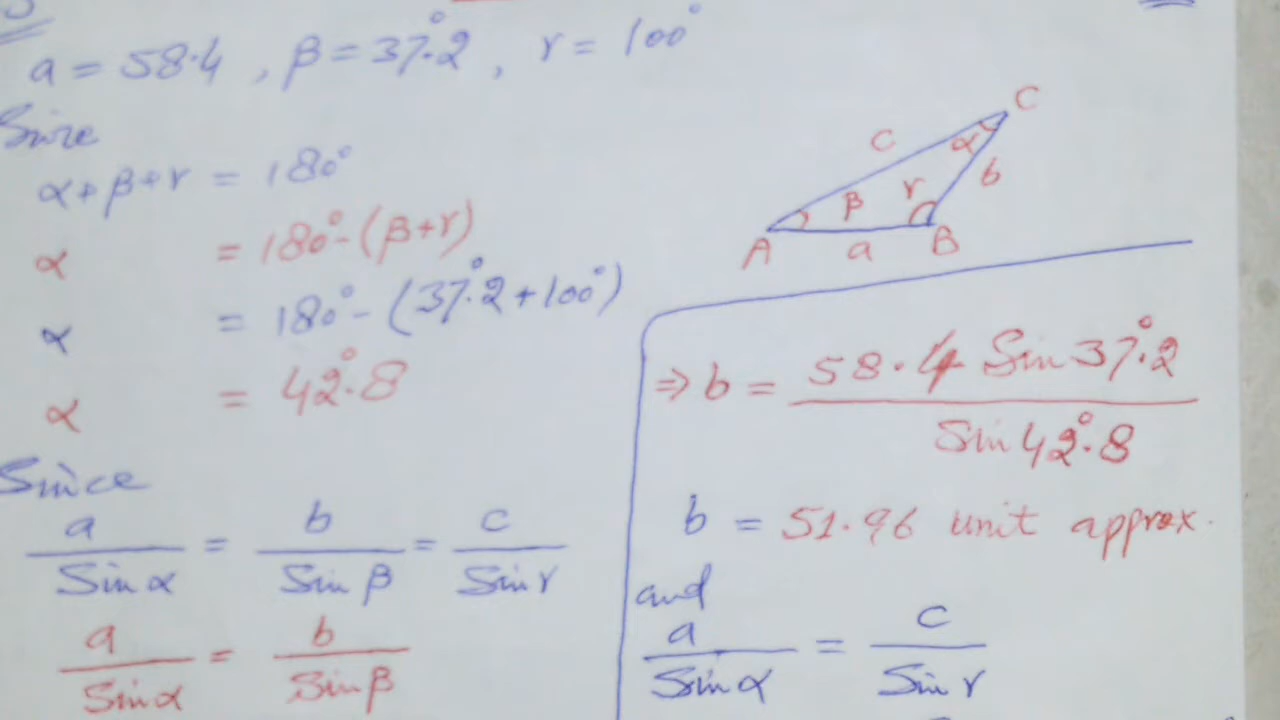 a = 58.4 , β = 37°.2 , γ = 100°
Since
α + β + γ = 180°
α = 180° - (β + γ)
α = 180° - (37°.2 + 100°)
α = 42°.8
Since
a/Sin α = b/Sin β = c/Sin γ
a/Sin α = b/Sin β
C
c α
b
β γ
A a B
⇒ b = 58.4 Sin 37°.2 / Sin 42°.8
b = 51.96 unit approx.
and
a/Sin α = c/Sin γ